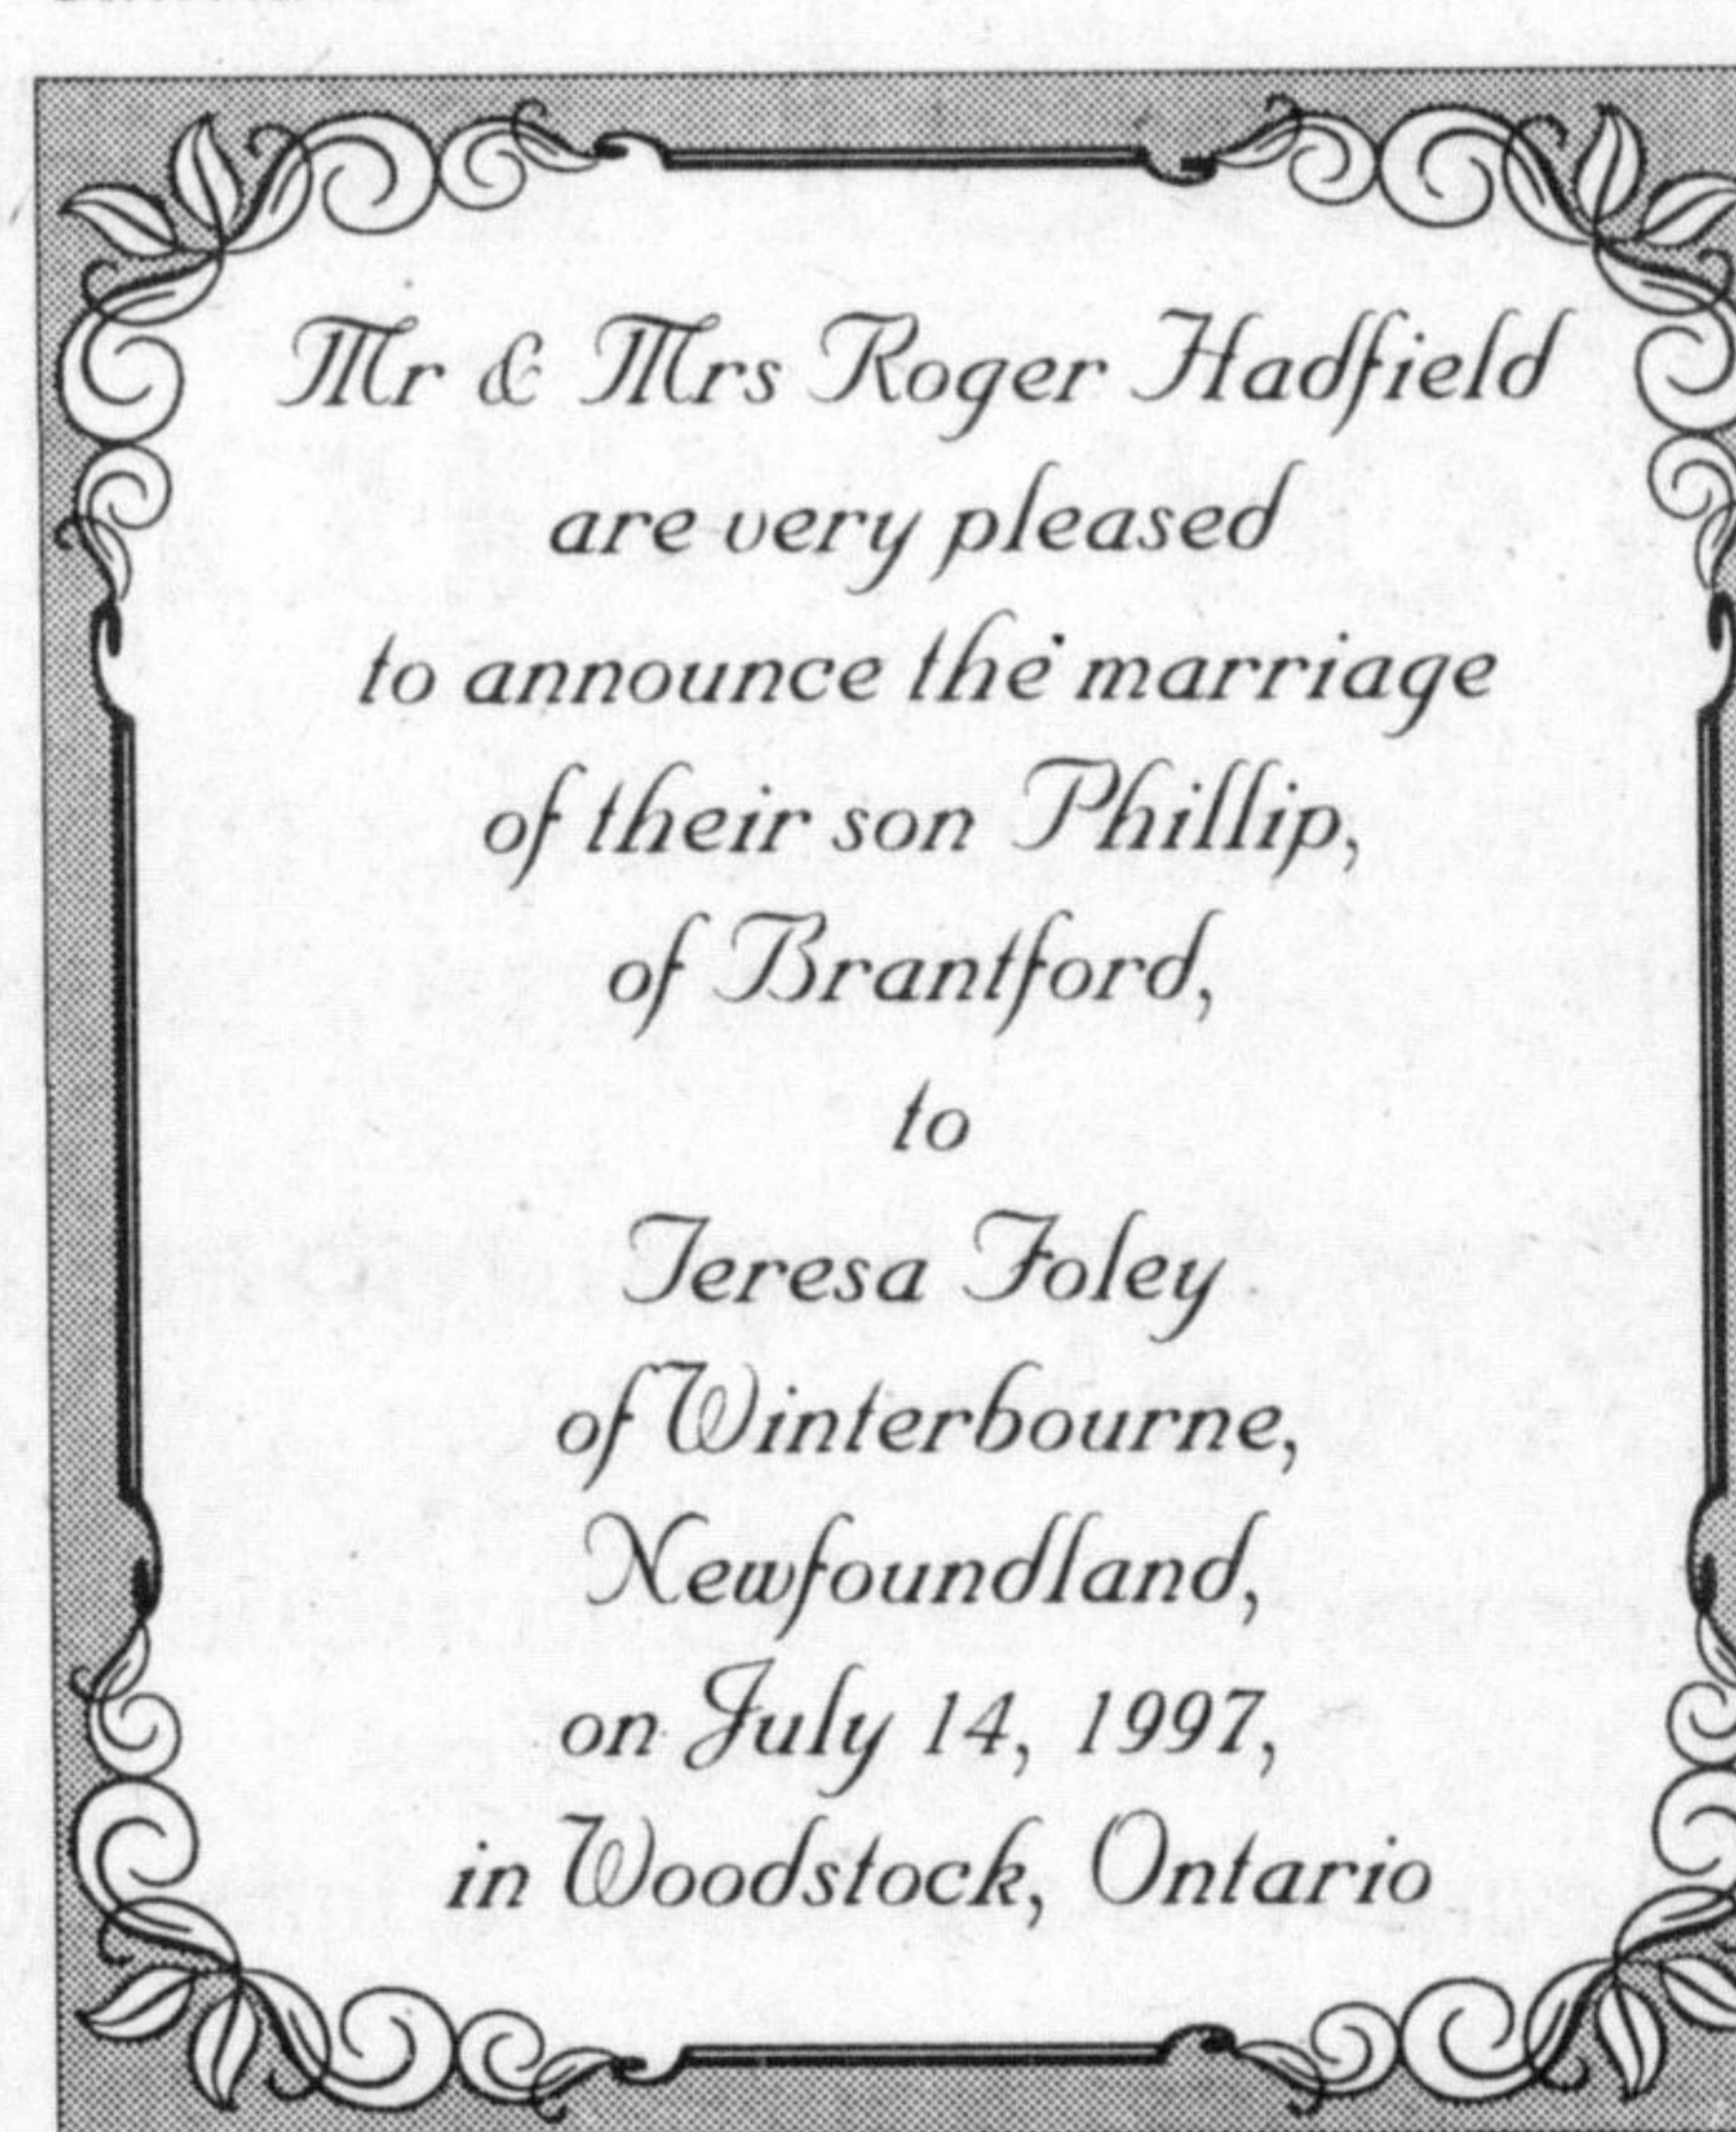 Mr & Mrs Roger Hadfield
are very pleased
to announce the marriage
of their son Phillip,
of Brantford,
to
Teresa Foley
of Winterbourne,
Newfoundland,
on July 14, 1997,
in Woodstock, Ontario